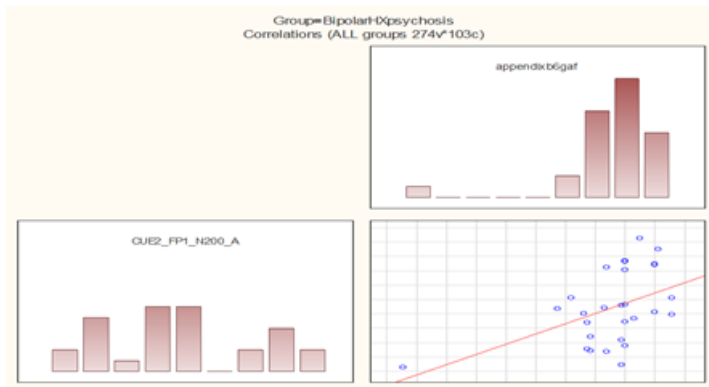 Group=BipolarHXpsychosis
Correlations (ALL groups 274v*103c)
appendixb6gaf
CUE2_FP1_N200_A